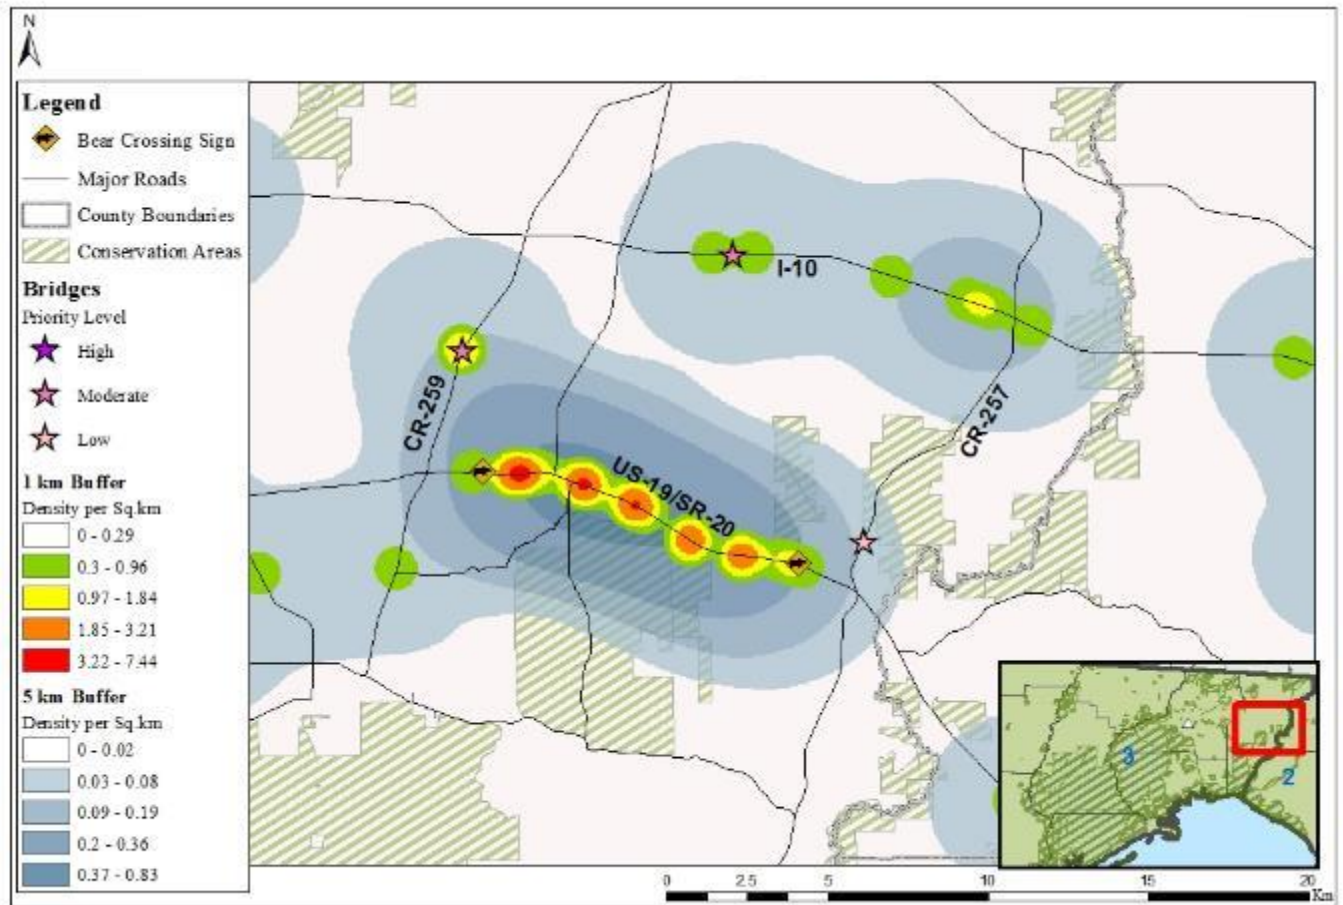 N
Legend
Bear Crossing Sign
Major Roads
County Boundaries
Conservation Areas
Bridges
Priority Level
High
Moderate
Low
1 km Buffer
Density per Sq.km
0 - 0.29
0.3 - 0.96
0.97 - 1.84
1.85 - 3.21
3.22 - 7.44
5 km Buffer
Density per Sq.km
0 - 0.02
0.03 - 0.08
0.09 - 0.19
0.2 - 0.36
0.37 - 0.83
I-10
CR-259
CR-257
US-19/SR-20
3
2
0 2.5 5 10 15 20
Km